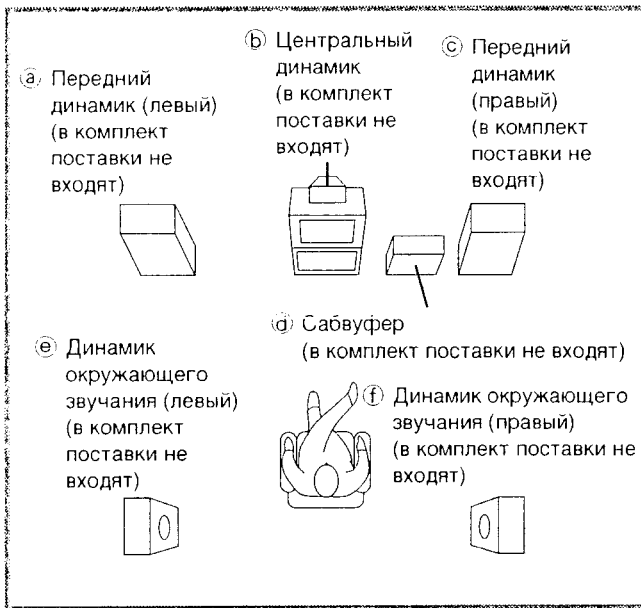 ⓐ Передний
динамик (левый)
(в комплект
поставки не
входят)
ⓑ Центральный
динамик
(в комплект
поставки не
входят)
ⓒ Передний
динамик
(правый)
(в комплект
поставки не
входят)
ⓓ Сабвуфер
(в комплект поставки не входят)
ⓔ Динамик
окружающего
звучания (левый)
(в комплект
поставки не
входят)
ⓕ Динамик окружающего
звучания (правый)
(в комплект поставки не
входят)